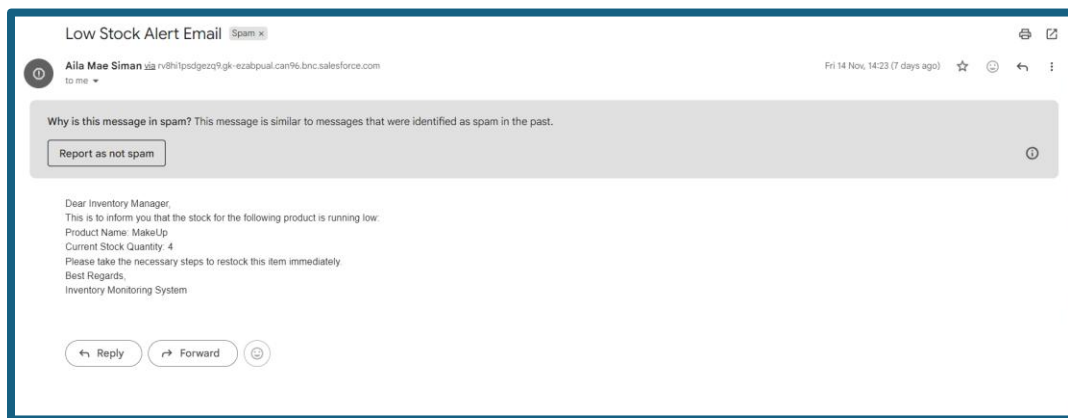 Low Stock Alert Email Spam ×
Aila Mae Siman via rv8hi1psdgezq9.gk-ezabpual.can96.bnc.salesforce.com Fri 14 Nov, 14:23 (7 days ago)
to me
Why is this message in spam? This message is similar to messages that were identified as spam in the past.
Report as not spam
Dear Inventory Manager,
This is to inform you that the stock for the following product is running low:
Product Name: MakeUp
Current Stock Quantity: 4
Please take the necessary steps to restock this item immediately.
Best Regards,
Inventory Monitoring System
Reply Forward